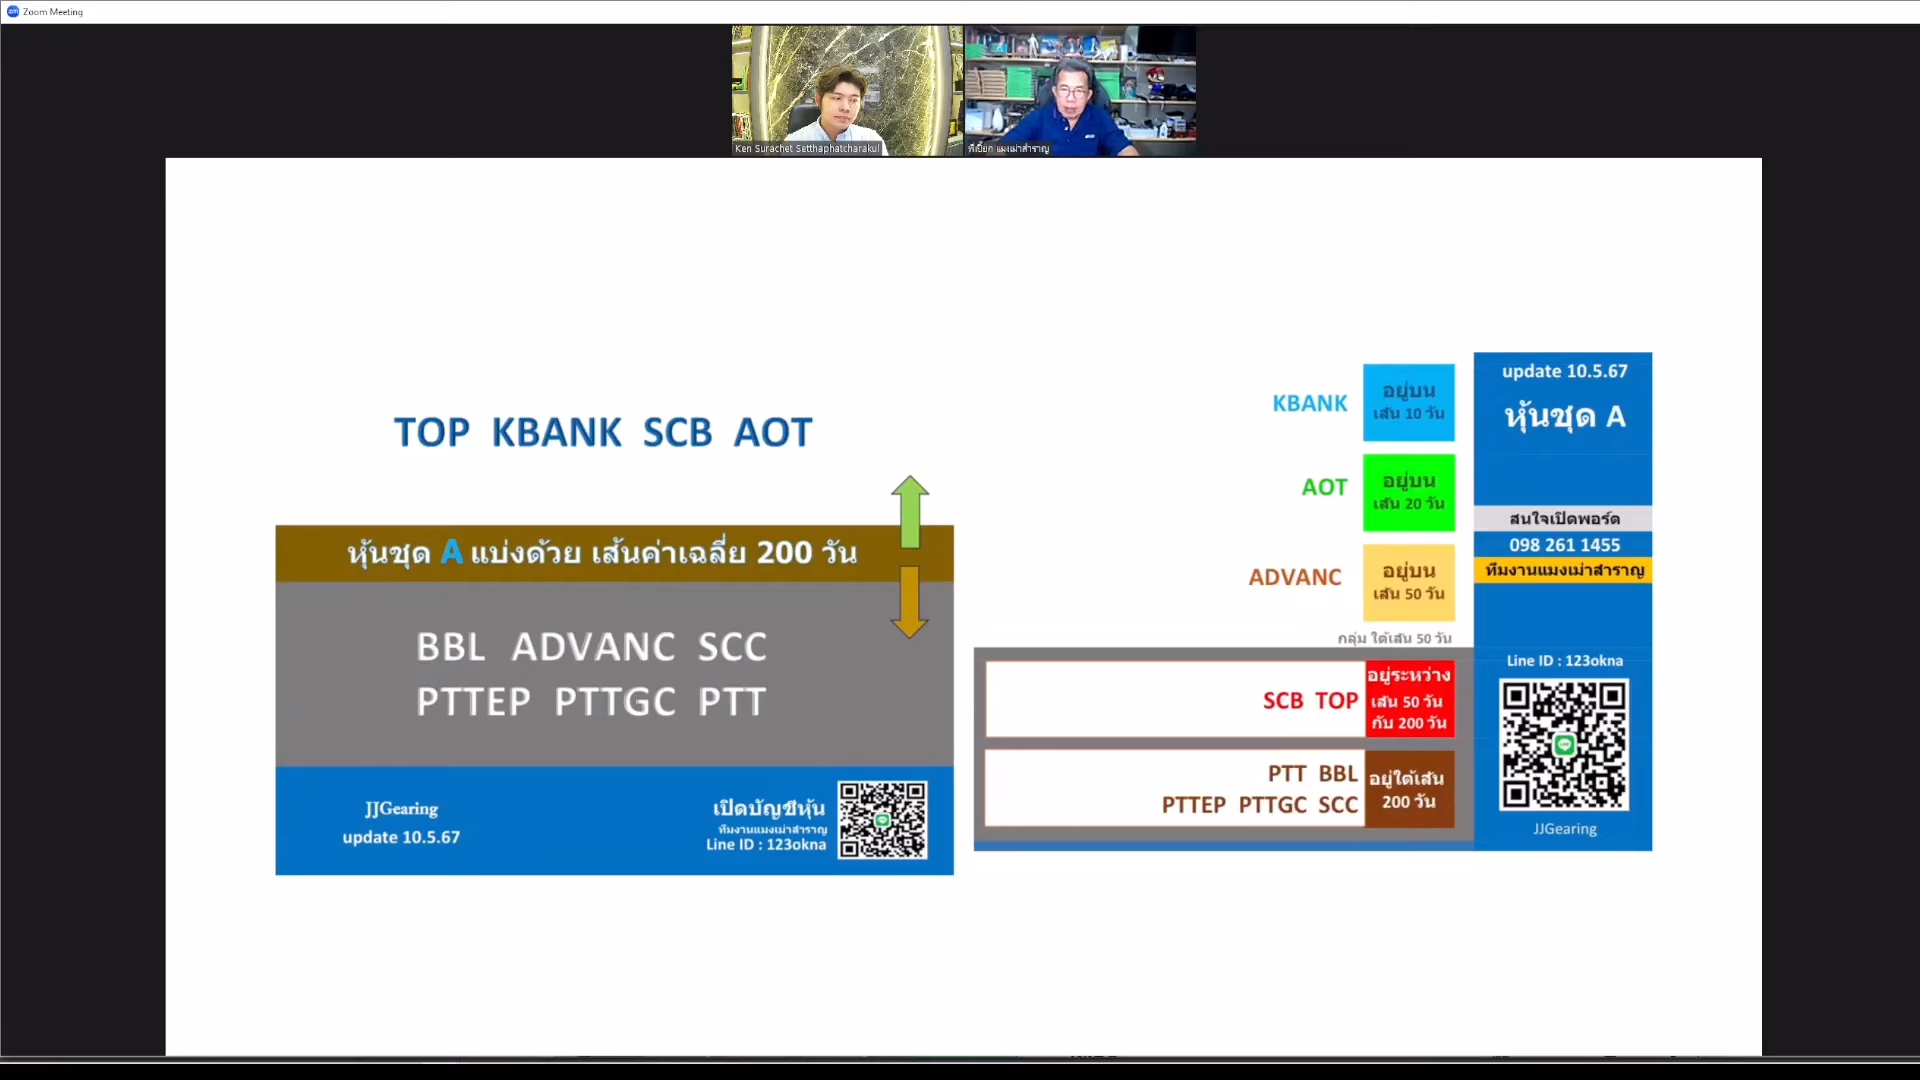 Zoom Meeting
Ken Surachet Setthaphatcharakul
พี่เปี๊ยก แมงเม่าสำราญ
TOP KBANK SCB AOT
หุ้นชุด A แบ่งด้วย เส้นค่าเฉลี่ย 200 วัน
BBL ADVANC SCC
PTTEP PTTGC PTT
JJGearing
update 10.5.67
เปิดบัญชีหุ้น
ทีมงานแมงเม่าสำราญ
Line ID : 123okna
KBANK
อยู่บน
เส้น 10 วัน
AOT
อยู่บน
เส้น 20 วัน
ADVANC
อยู่บน
เส้น 50 วัน
กลุ่ม ใต้เส้น 50 วัน
SCB TOP
อยู่ระหว่าง
เส้น 50 วัน
กับ 200 วัน
PTT BBL
PTTEP PTTGC SCC
อยู่ใต้เส้น
200 วัน
update 10.5.67
หุ้นชุด A
สนใจเปิดพอร์ต
098 261 1455
ทีมงานแมงเม่าสำราญ
Line ID : 123okna
JJGearing